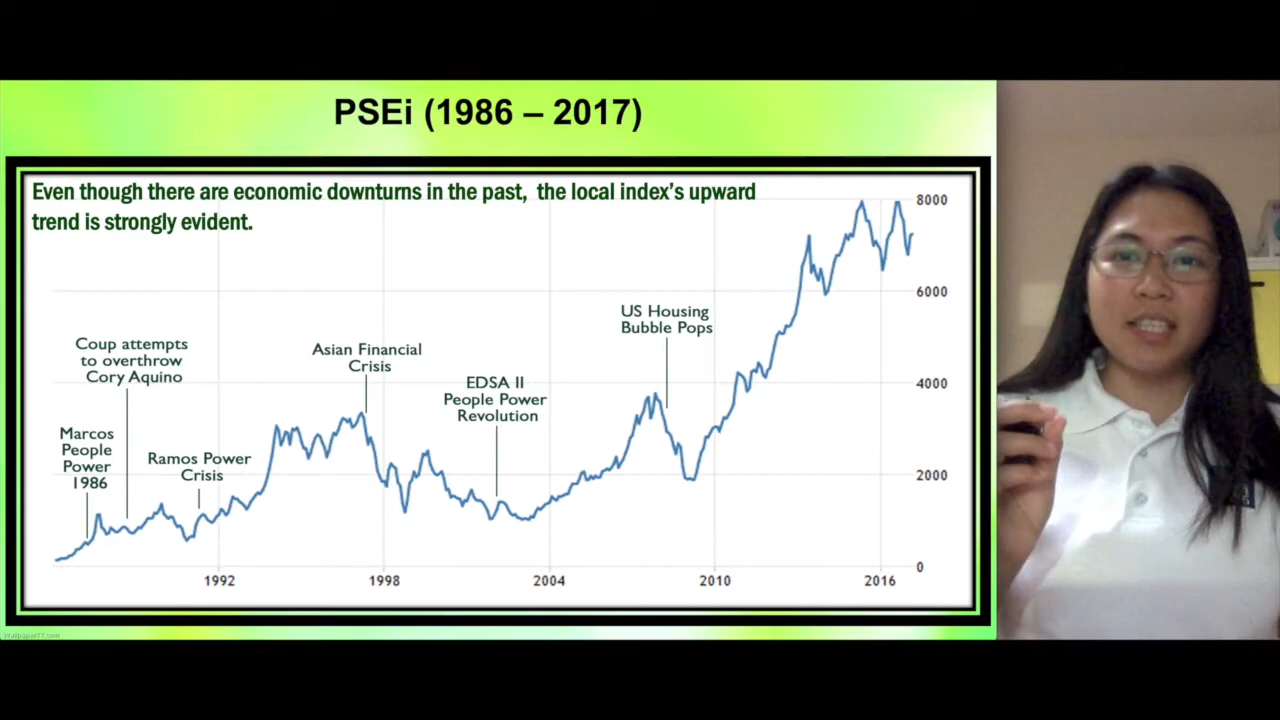 PSEi (1986 – 2017)
Even though there are economic downturns in the past, the local index's upward
trend is strongly evident.
8000
6000
4000
2000
0
Coup attempts
to overthrow
Cory Aquino
Marcos
People
Power
1986
Ramos Power
Crisis
Asian Financial
Crisis
EDSA II
People Power
Revolution
US Housing
Bubble Pops
1992
1998
2004
2010
2016
Wallpaper77.com